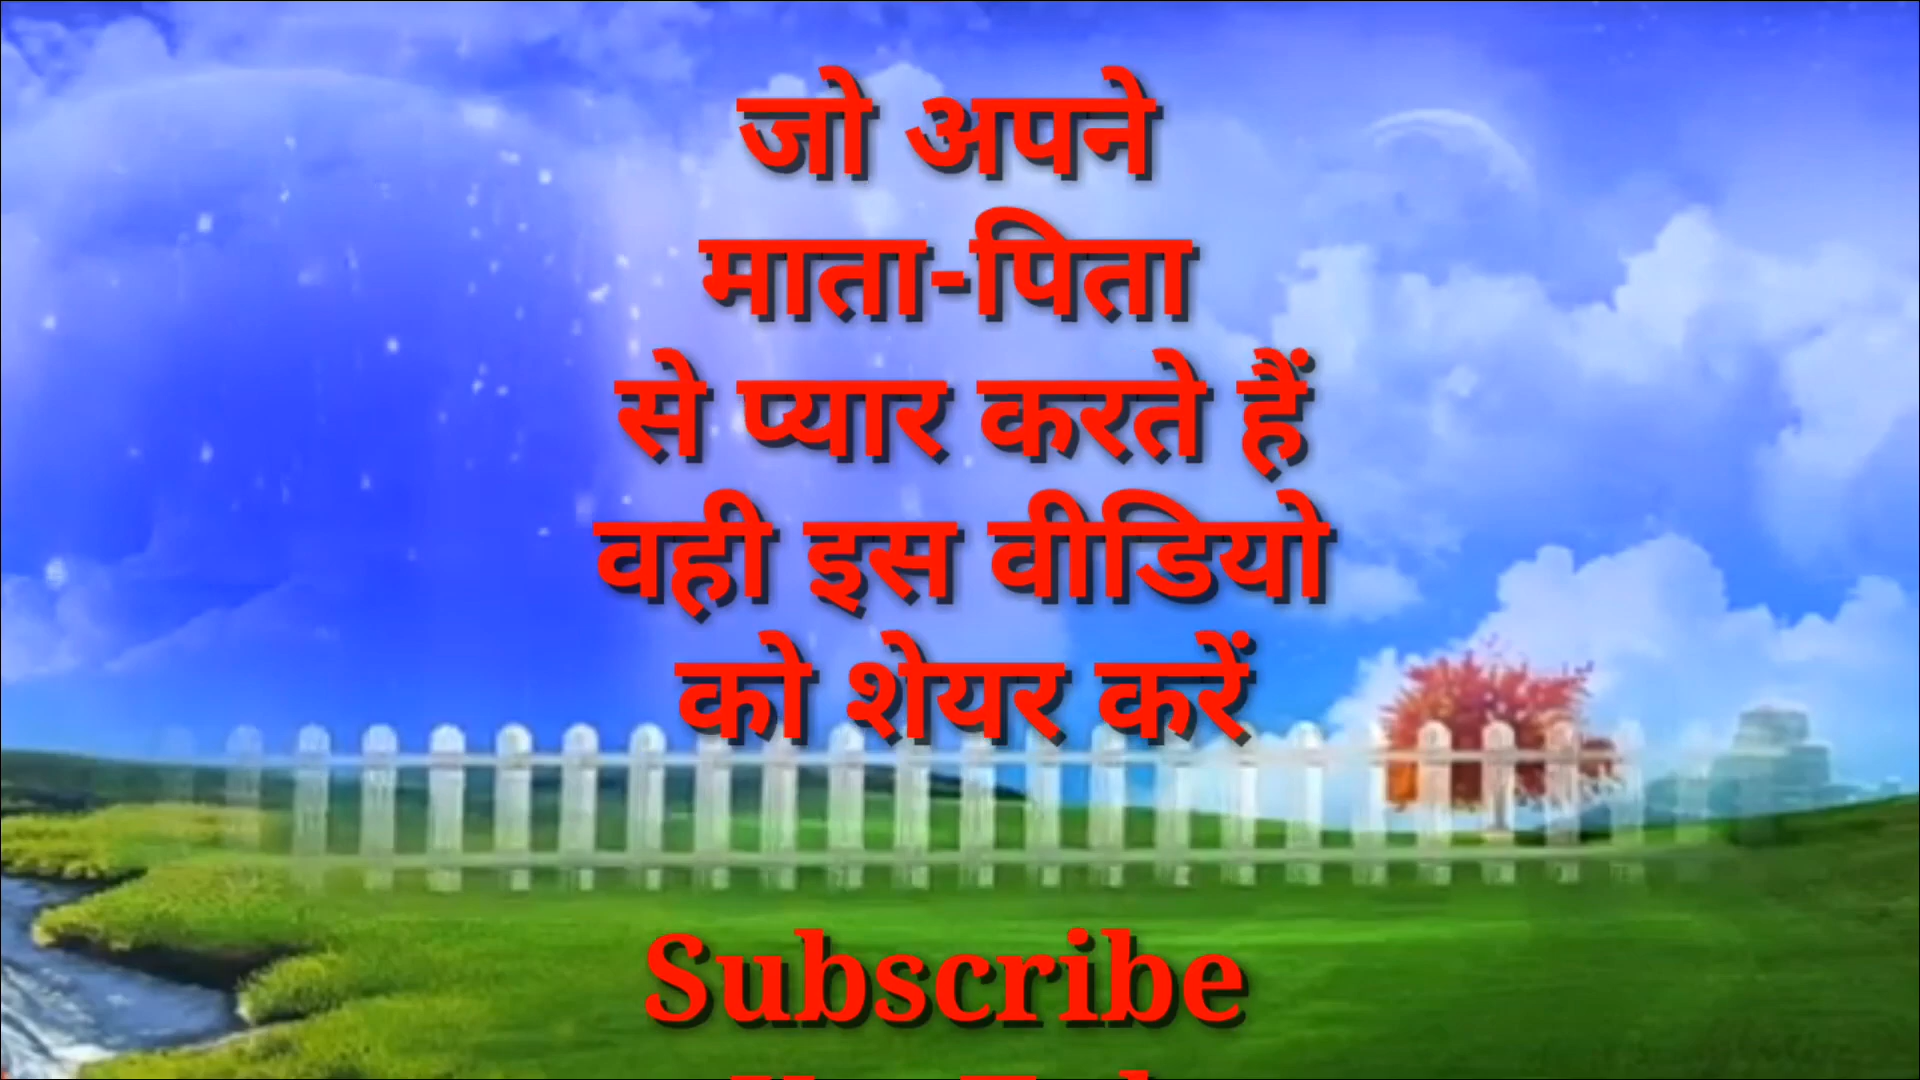 जो अपने
माता-पिता
से प्यार करते हैं
वही इस वीडियो
को शेयर करें
Subscribe